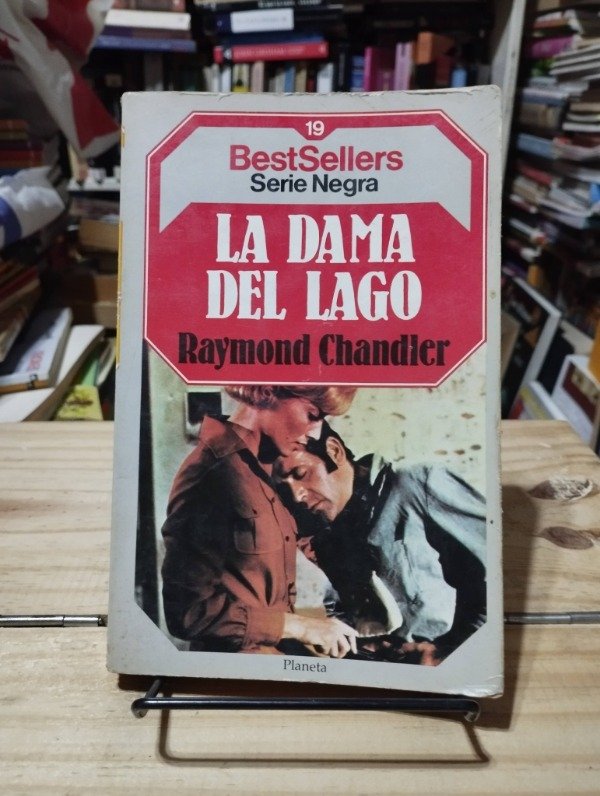 19
BestSellers
Serie Negra
LA DAMA
DEL LAGO
Raymond Chandler
Planeta